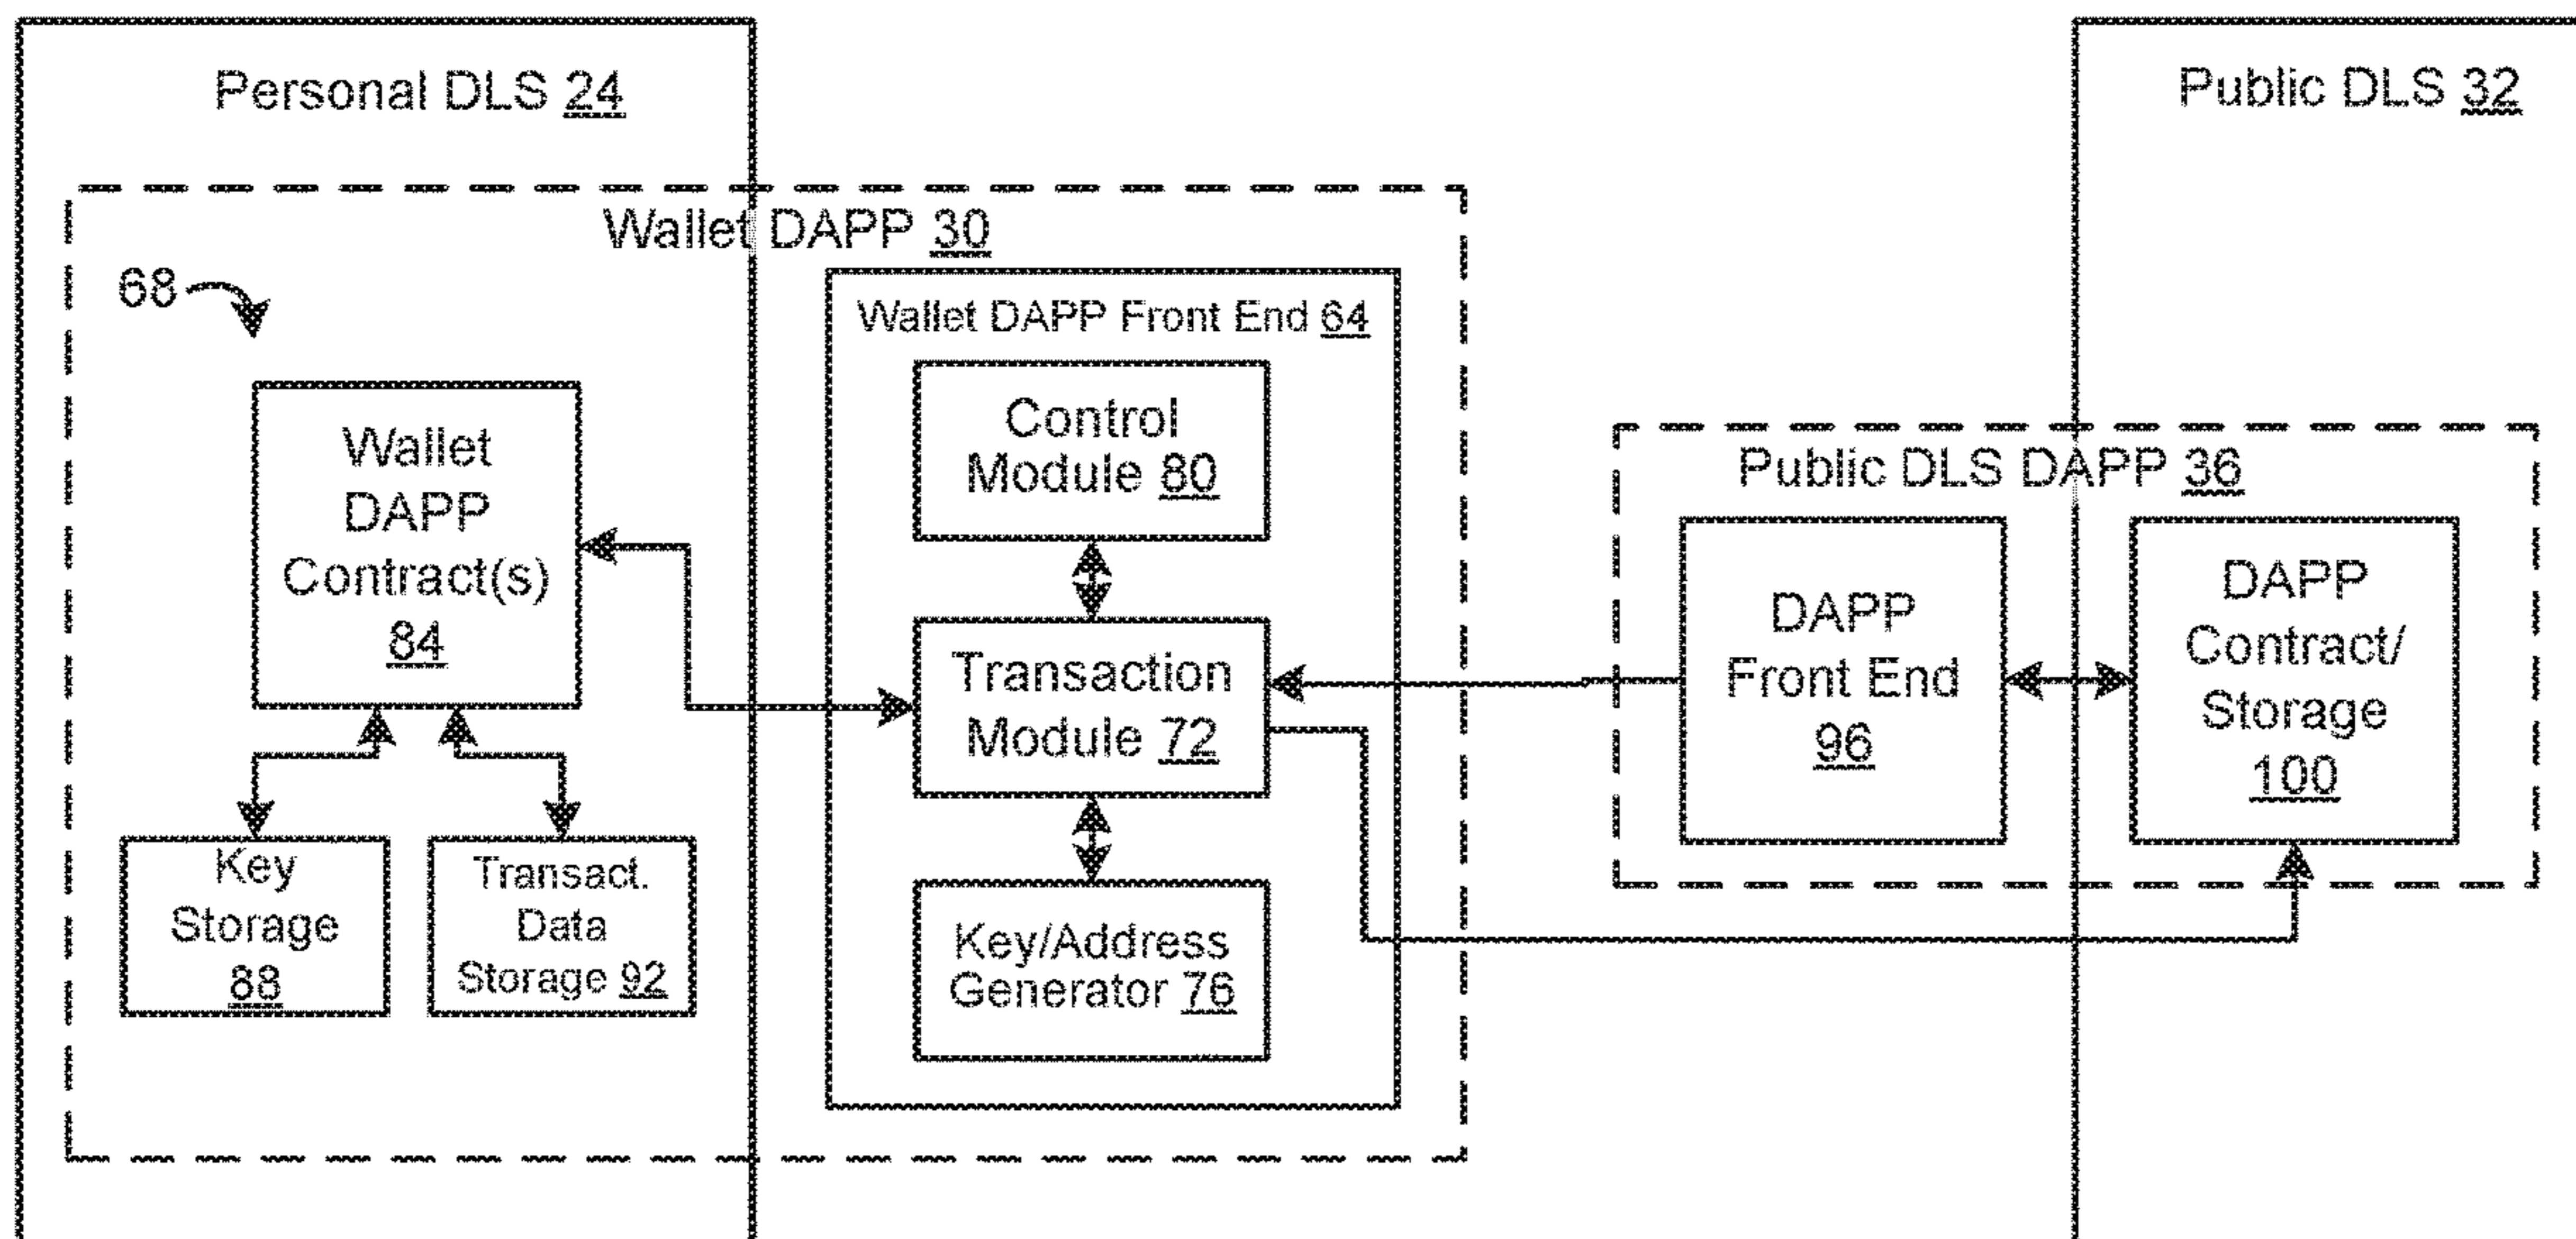 Personal DLS 24
Public DLS 32
Wallet DAPP 30
68
Wallet DAPP Front End 64
Wallet
DAPP
Contract(s)
84
Control
Module 80
Public DLS DAPP 36
Transaction
Module 72
DAPP
Front End
96
DAPP
Contract/
Storage
100
Key
Storage
88
Transact.
Data
Storage 92
Key/Address
Generator 76